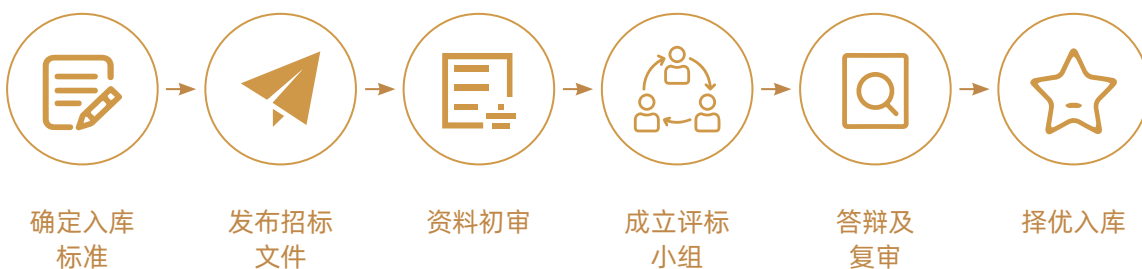 确定入库
标准
发布招标
文件
资料初审
成立评标
小组
答辩及
复审
择优入库